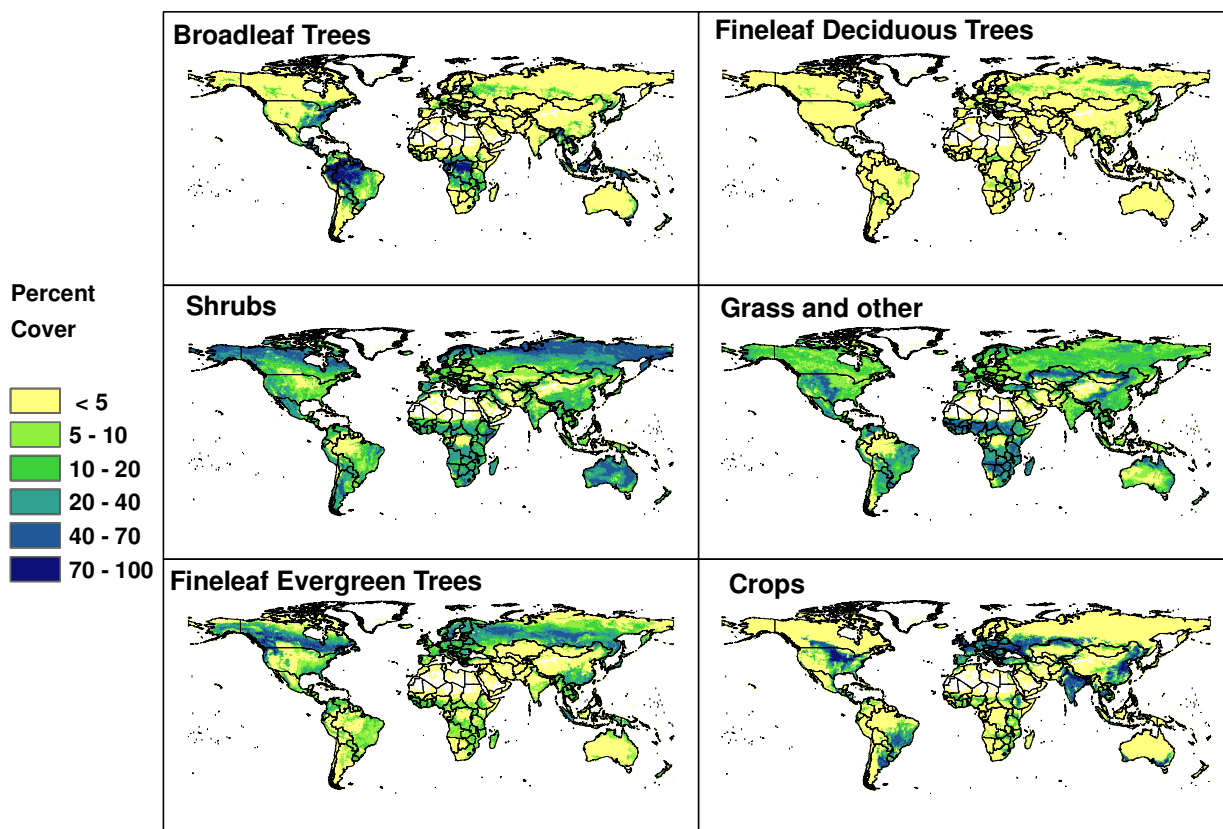 Broadleaf Trees
Fineleaf Deciduous Trees
Shrubs
Grass and other
Fineleaf Evergreen Trees
Crops
Percent
Cover
< 5
5 - 10
10 - 20
20 - 40
40 - 70
70 - 100